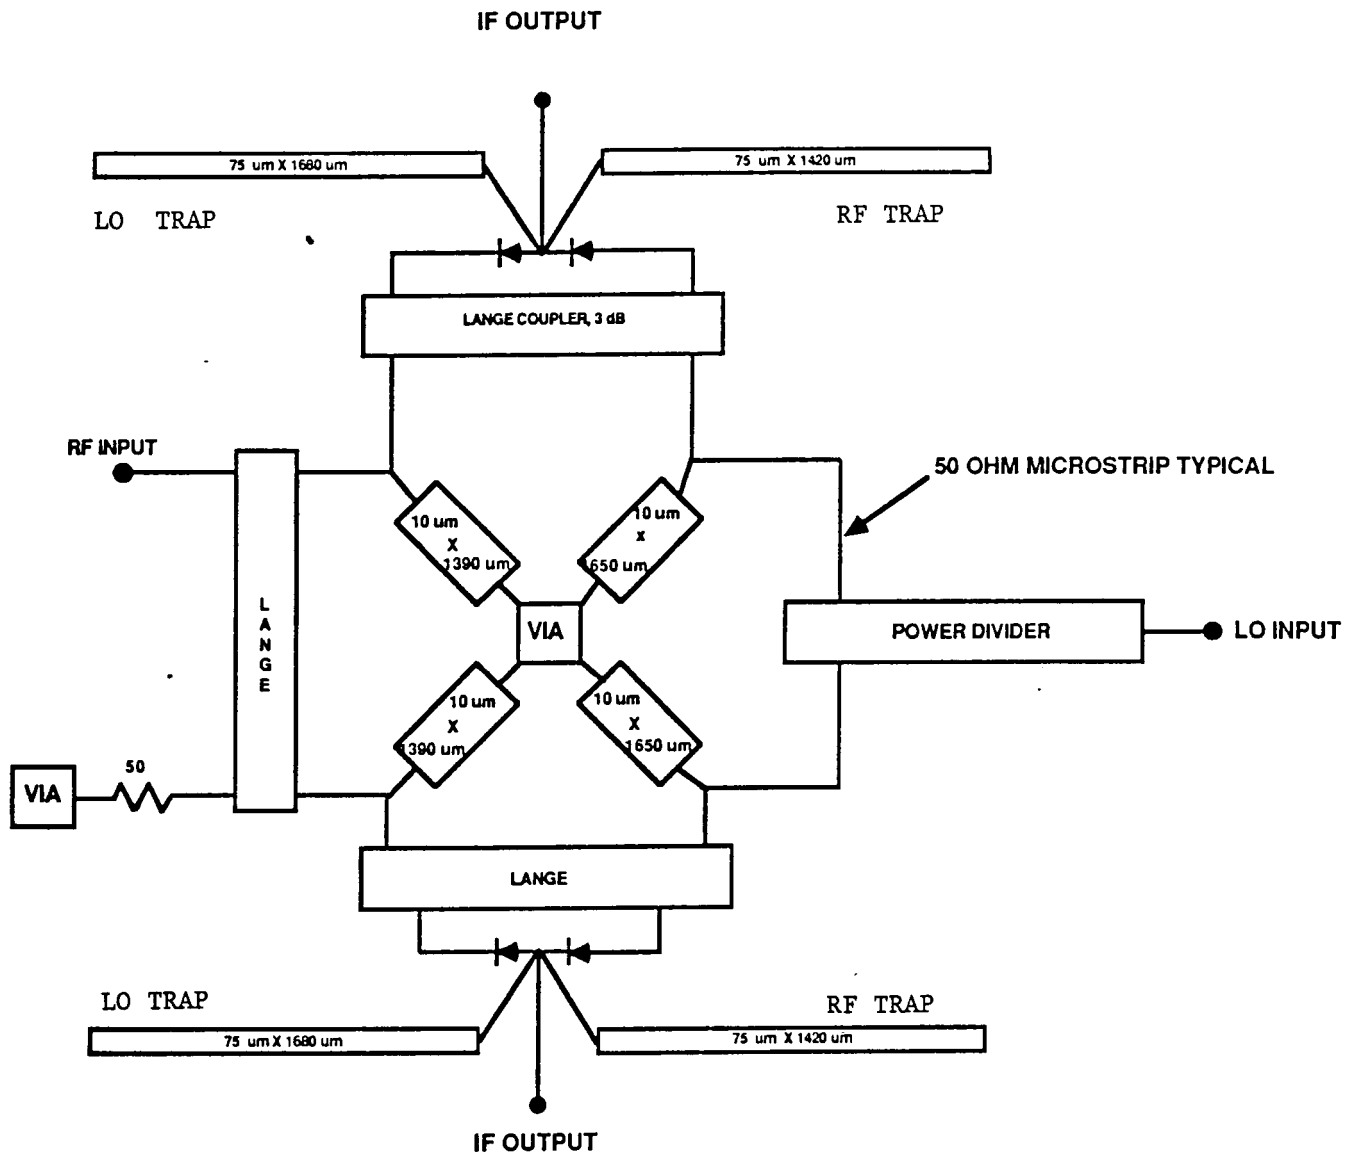 IF OUTPUT
75 um X 1680 um
75 um X 1420 um
LO TRAP
RF TRAP
LANGE COUPLER, 3 dB
RF INPUT
50 OHM MICROSTRIP TYPICAL
10 um
X
1390 um
10 um
x
1650 um
LANGE
VIA
POWER DIVIDER
LO INPUT
10 um
X
1390 um
10 um
X
1650 um
50
VIA
LANGE
LO TRAP
RF TRAP
75 um X 1680 um
75 um X 1420 um
IF OUTPUT